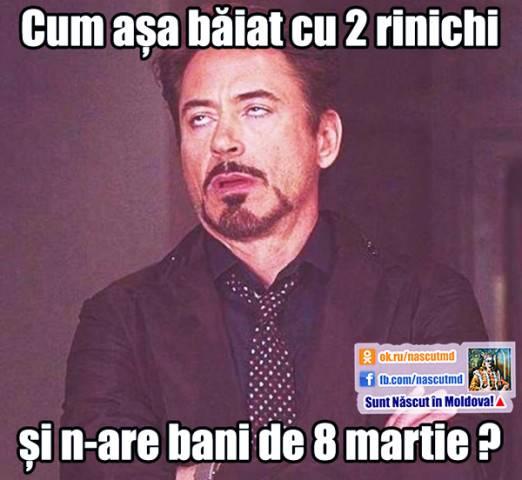 Cum așa băiat cu 2 rinichi
ok.ru/nascutmd
fb.com/nascutmd
Sunt Născut în Moldova!
și n-are bani de 8 martie ?